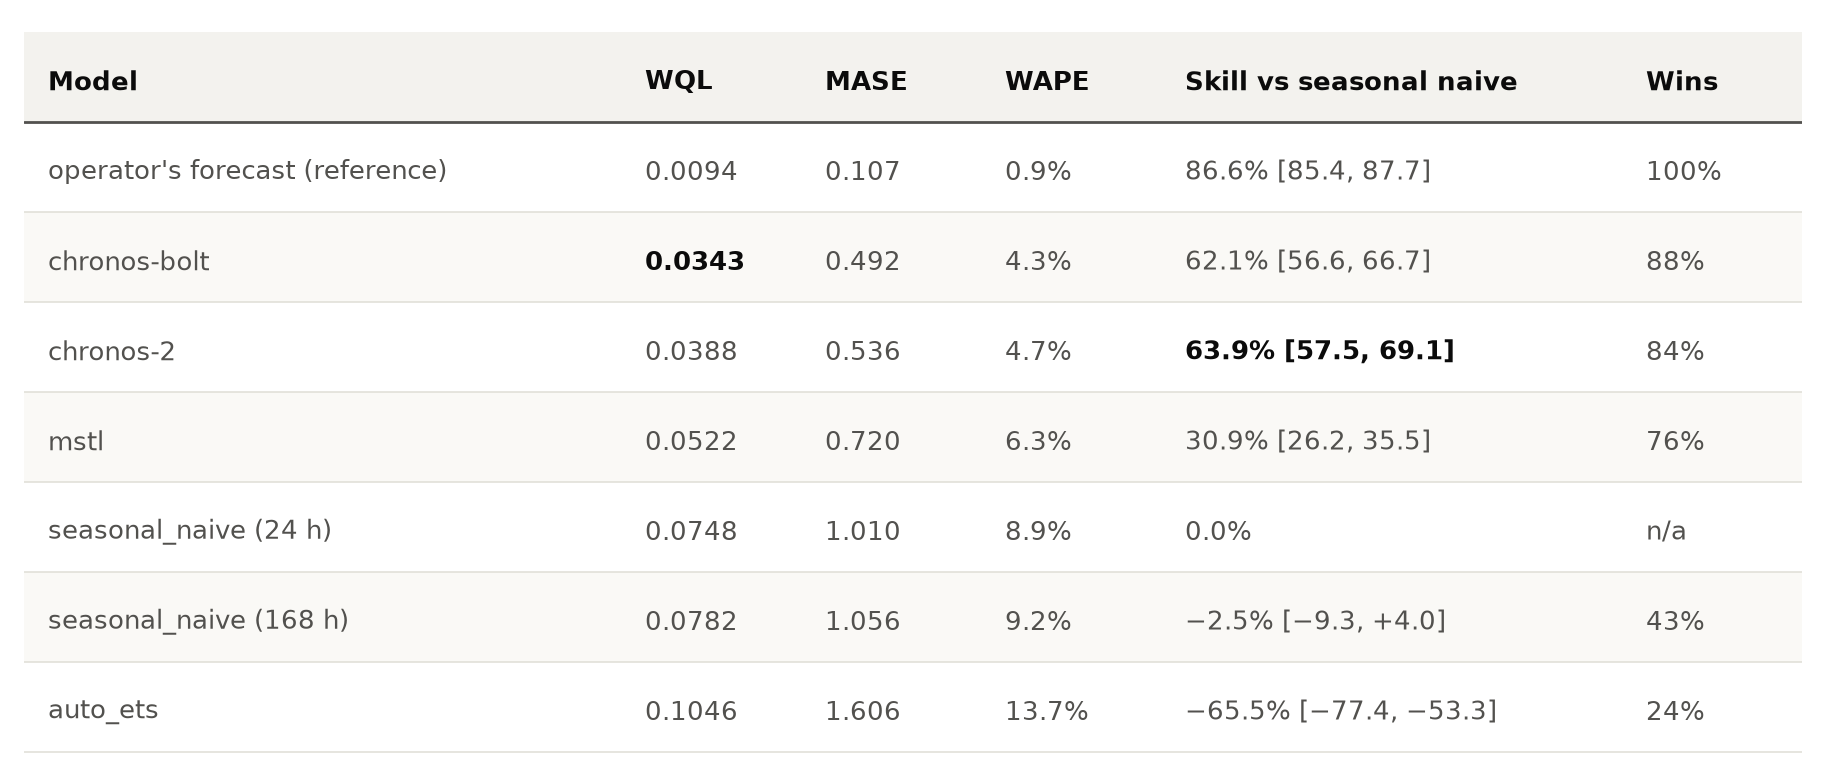 Model WQL MASE WAPE Skill vs seasonal naive Wins
operator's forecast (reference) 0.0094 0.107 0.9% 86.6% [85.4, 87.7] 100%
chronos-bolt 0.0343 0.492 4.3% 62.1% [56.6, 66.7] 88%
chronos-2 0.0388 0.536 4.7% 63.9% [57.5, 69.1] 84%
mstl 0.0522 0.720 6.3% 30.9% [26.2, 35.5] 76%
seasonal_naive (24 h) 0.0748 1.010 8.9% 0.0% n/a
seasonal_naive (168 h) 0.0782 1.056 9.2% −2.5% [−9.3, +4.0] 43%
auto_ets 0.1046 1.606 13.7% −65.5% [−77.4, −53.3] 24%